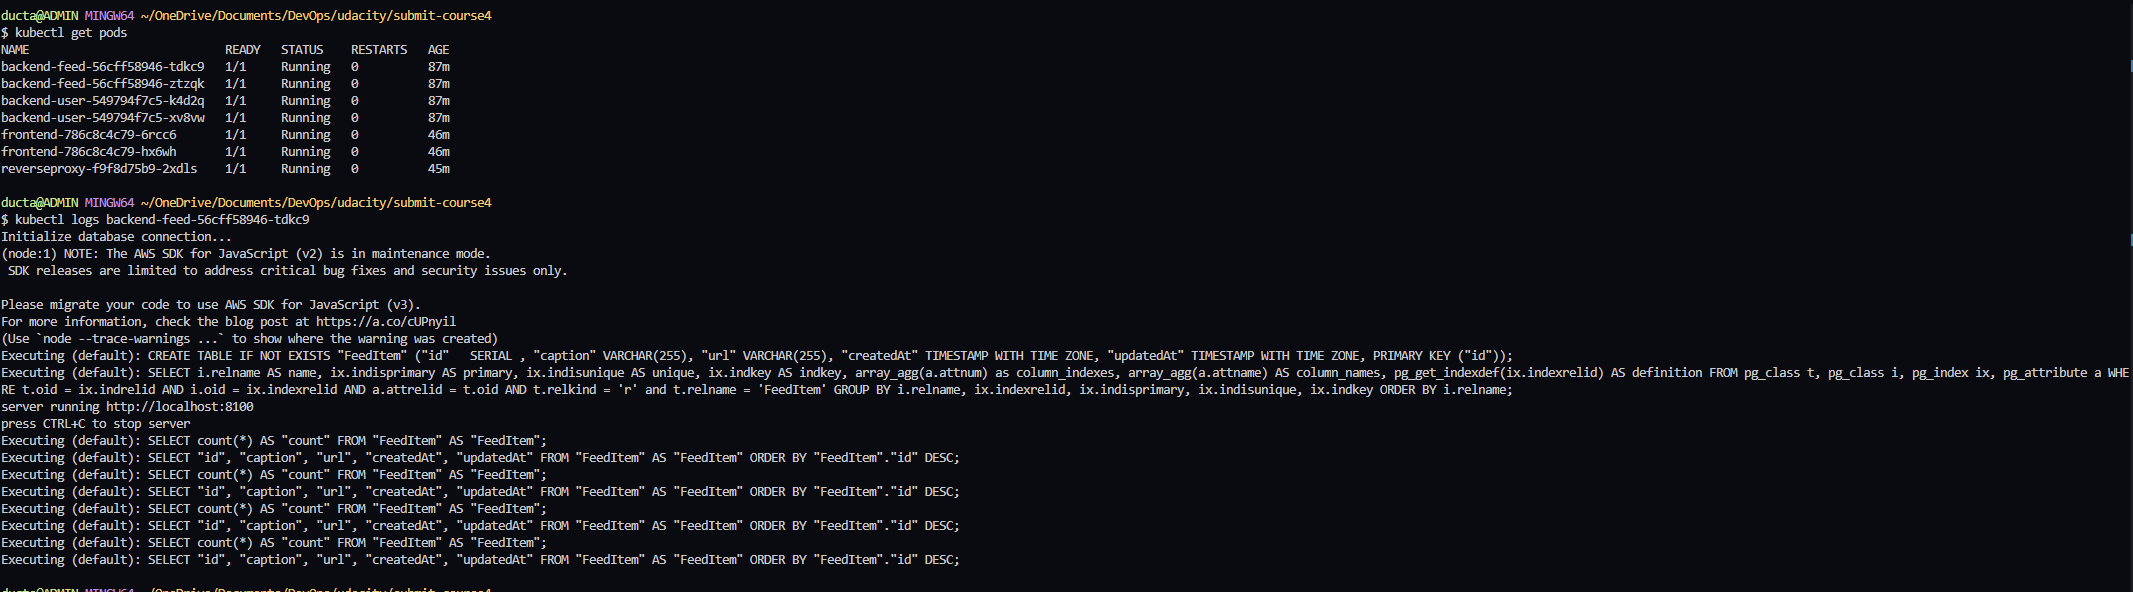 ducta@ADMIN MINGW64 ~/OneDrive/Documents/DevOps/udacity/submit-course4
$ kubectl get pods
NAME                            READY   STATUS    RESTARTS   AGE
backend-feed-56cff58946-tdkc9   1/1     Running   0          87m
backend-feed-56cff58946-ztzqk   1/1     Running   0          87m
backend-user-549794f7c5-k4d2q   1/1     Running   0          87m
backend-user-549794f7c5-xv8vw   1/1     Running   0          87m
frontend-786c8c4c79-6rcc6       1/1     Running   0          46m
frontend-786c8c4c79-hx6wh       1/1     Running   0          46m
reverseproxy-f9f8d75b9-2xdls    1/1     Running   0          45m
ducta@ADMIN MINGW64 ~/OneDrive/Documents/DevOps/udacity/submit-course4
$ kubectl logs backend-feed-56cff58946-tdkc9
Initialize database connection...
(node:1) NOTE: The AWS SDK for JavaScript (v2) is in maintenance mode.
 SDK releases are limited to address critical bug fixes and security issues only.
Please migrate your code to use AWS SDK for JavaScript (v3).
For more information, check the blog post at https://a.co/cUPnyil
(Use `node --trace-warnings ...` to show where the warning was created)
Executing (default): CREATE TABLE IF NOT EXISTS "FeedItem" ("id"   SERIAL , "caption" VARCHAR(255), "url" VARCHAR(255), "createdAt" TIMESTAMP WITH TIME ZONE, "updatedAt" TIMESTAMP WITH TIME ZONE, PRIMARY KEY ("id"));
Executing (default): SELECT i.relname AS name, ix.indisprimary AS primary, ix.indisunique AS unique, ix.indkey AS indkey, array_agg(a.attnum) as column_indexes, array_agg(a.attname) AS column_names, pg_get_indexdef(ix.indexrelid) AS definition FROM pg_class t, pg_class i, pg_index ix, pg_attribute a WHE
RE t.oid = ix.indrelid AND i.oid = ix.indexrelid AND a.attrelid = t.oid AND t.relkind = 'r' and t.relname = 'FeedItem' GROUP BY i.relname, ix.indexrelid, ix.indisprimary, ix.indisunique, ix.indkey ORDER BY i.relname;
server running http://localhost:8100
press CTRL+C to stop server
Executing (default): SELECT count(*) AS "count" FROM "FeedItem" AS "FeedItem";
Executing (default): SELECT "id", "caption", "url", "createdAt", "updatedAt" FROM "FeedItem" AS "FeedItem" ORDER BY "FeedItem"."id" DESC;
Executing (default): SELECT count(*) AS "count" FROM "FeedItem" AS "FeedItem";
Executing (default): SELECT "id", "caption", "url", "createdAt", "updatedAt" FROM "FeedItem" AS "FeedItem" ORDER BY "FeedItem"."id" DESC;
Executing (default): SELECT count(*) AS "count" FROM "FeedItem" AS "FeedItem";
Executing (default): SELECT "id", "caption", "url", "createdAt", "updatedAt" FROM "FeedItem" AS "FeedItem" ORDER BY "FeedItem"."id" DESC;
Executing (default): SELECT count(*) AS "count" FROM "FeedItem" AS "FeedItem";
Executing (default): SELECT "id", "caption", "url", "createdAt", "updatedAt" FROM "FeedItem" AS "FeedItem" ORDER BY "FeedItem"."id" DESC;
ducta@ADMIN MINGW64 ~/OneDrive/Documents/DevOps/udacity/submit-course4